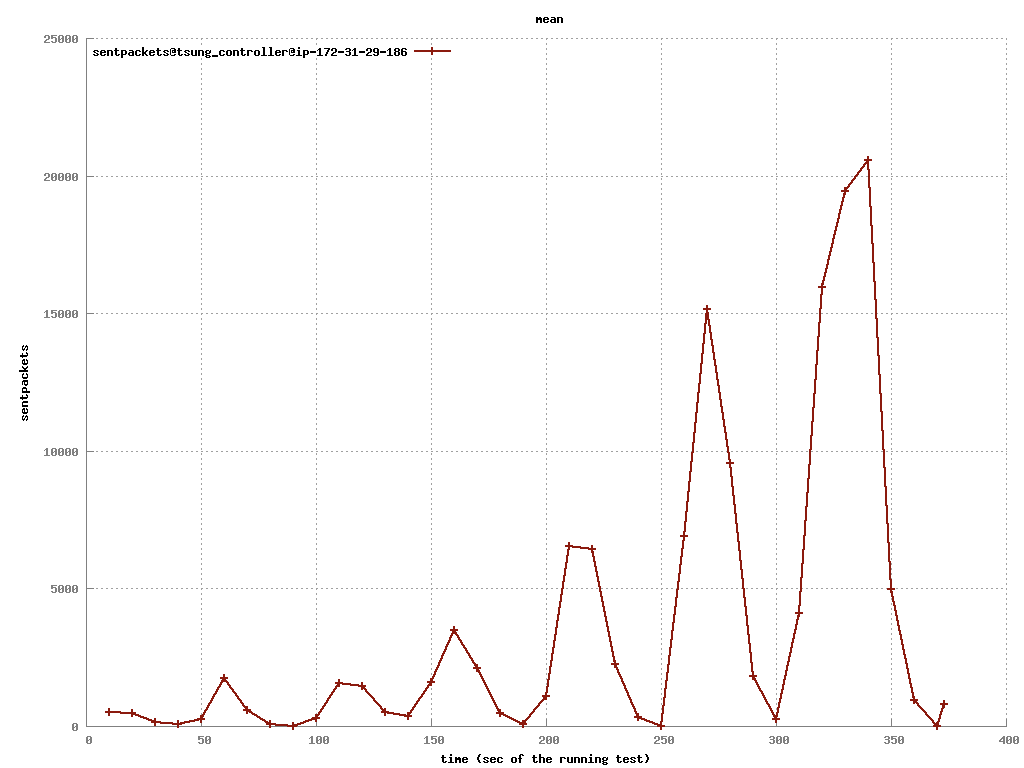 mean
25000
sentpackets@tsung_controller@ip-172-31-29-186
20000
15000
sentpackets
10000
5000
0
0 50 100 150 200 250 300 350 400
time (sec of the running test)